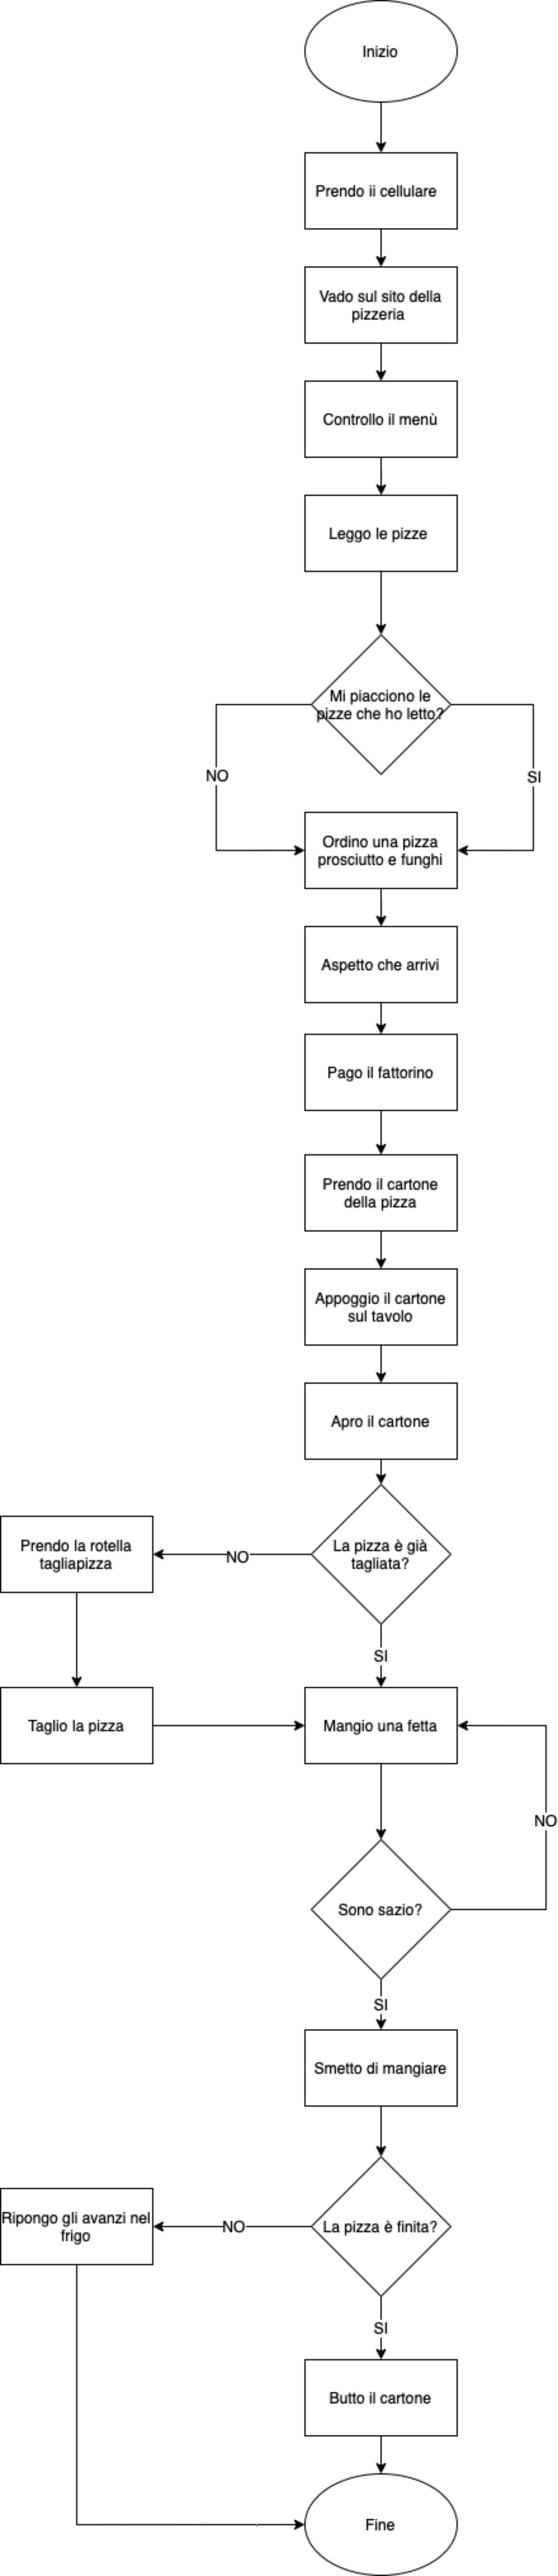 Inizio
Prendo ii cellulare
Vado sul sito della
pizzeria
Controllo il menù
Leggo le pizze
Mi piacciono le
pizze che ho letto?
NO
SI
Ordino una pizza
prosciutto e funghi
Aspetto che arrivi
Pago il fattorino
Prendo il cartone
della pizza
Appoggio il cartone
sul tavolo
Apro il cartone
La pizza è già
tagliata?
NO
Prendo la rotella
tagliapizza
SI
Taglio la pizza
Mangio una fetta
NO
Sono sazio?
SI
Smetto di mangiare
La pizza è finita?
NO
Ripongo gli avanzi nel
frigo
SI
Butto il cartone
Fine